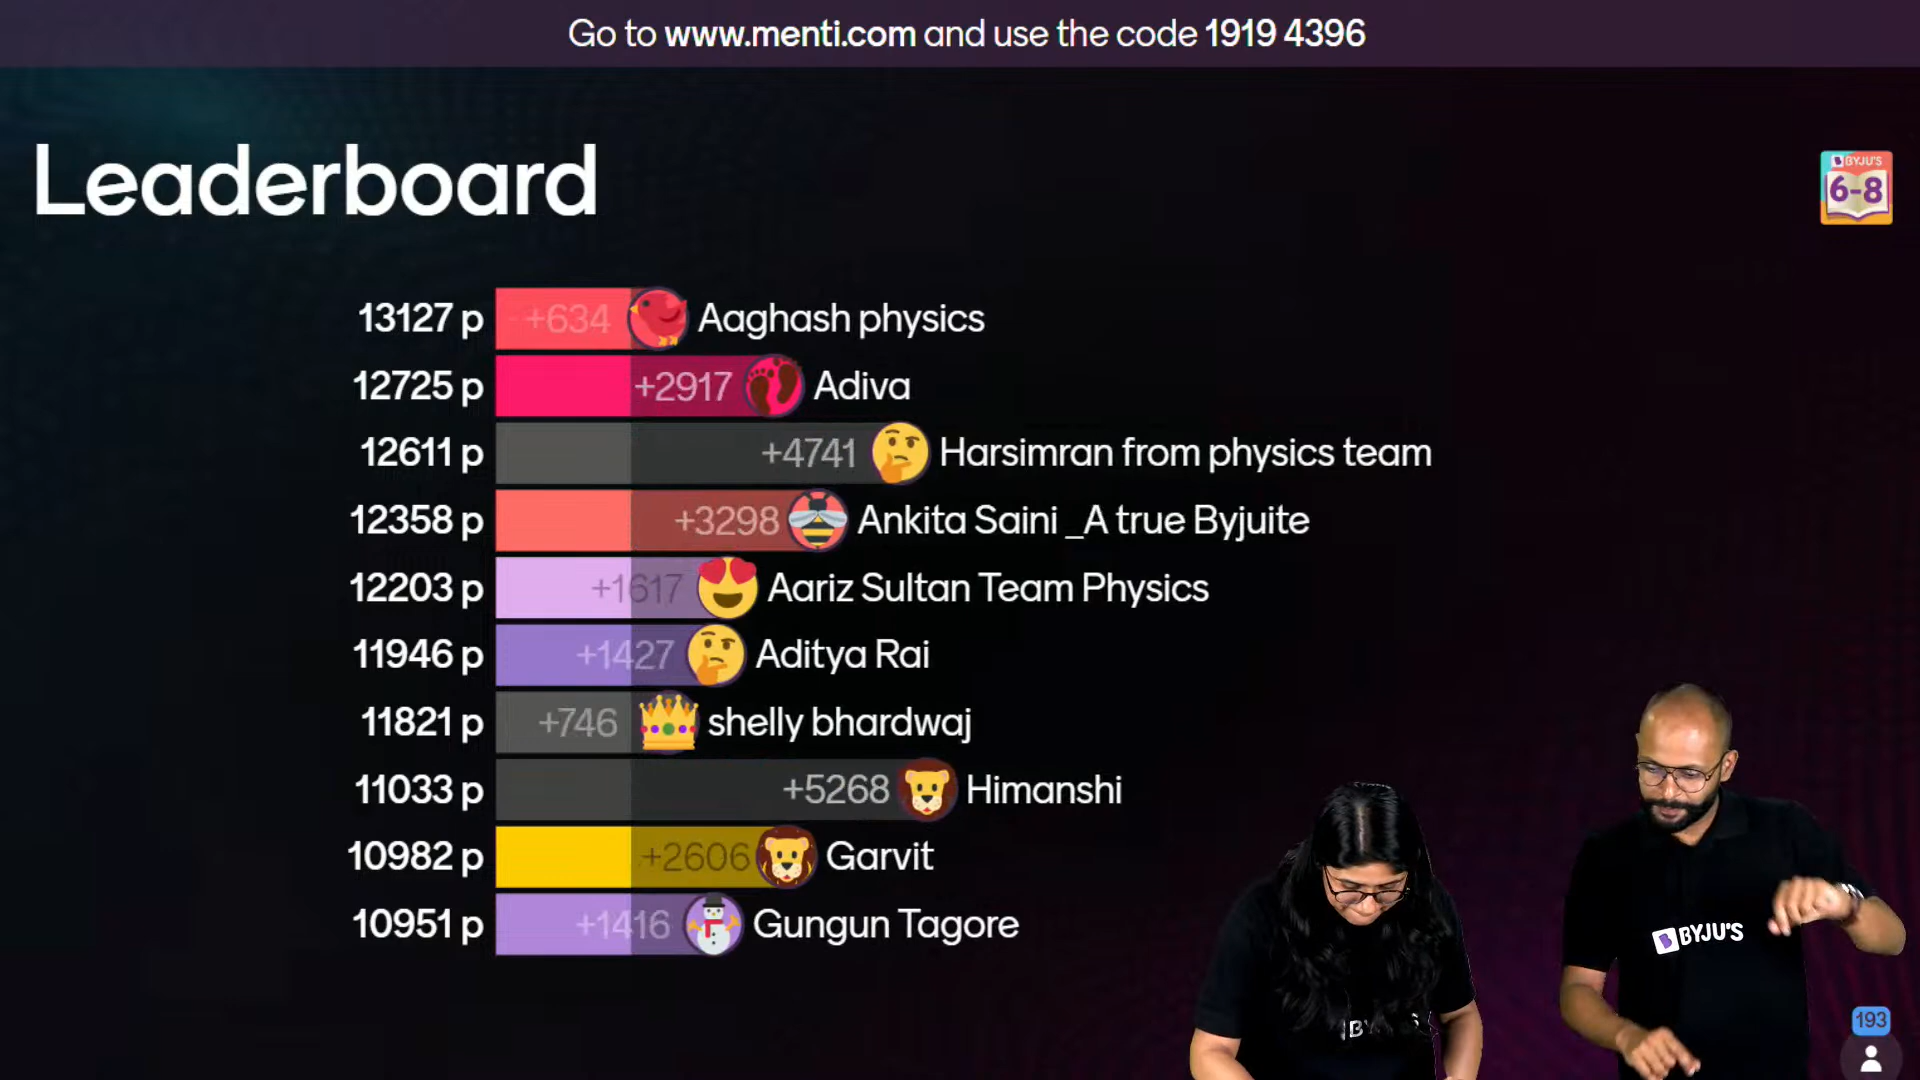 Go to www.menti.com and use the code 1919 4396
Leaderboard
BYJU'S
6-8
13127 p +634 Aaghash physics
12725 p +2917 Adiva
12611 p +4741 Harsimran from physics team
12358 p +3298 Ankita Saini _A true Byjuite
12203 p +1617 Aariz Sultan Team Physics
11946 p +1427 Aditya Rai
11821 p +746 shelly bhardwaj
11033 p +5268 Himanshi
10982 p +2606 Garvit
10951 p +1416 Gungun Tagore
BYJU'S
193